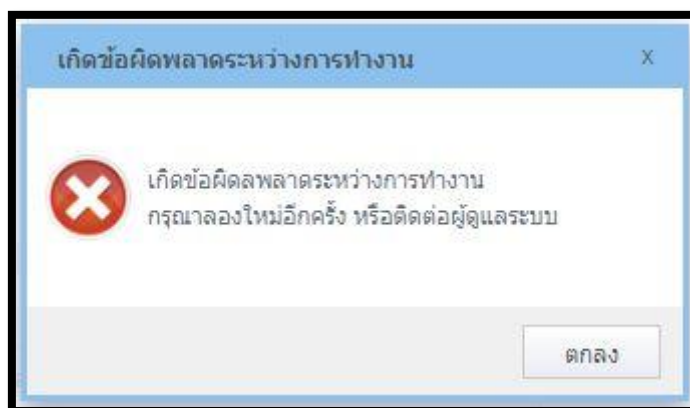 เกิดข้อผิดพลาดระหว่างการทำงาน
X
เกิดข้อผิดลพลาดระหว่างการทำงาน
กรุณาลองใหม่อีกครั้ง หรือติดต่อผู้ดูแลระบบ
ตกลง